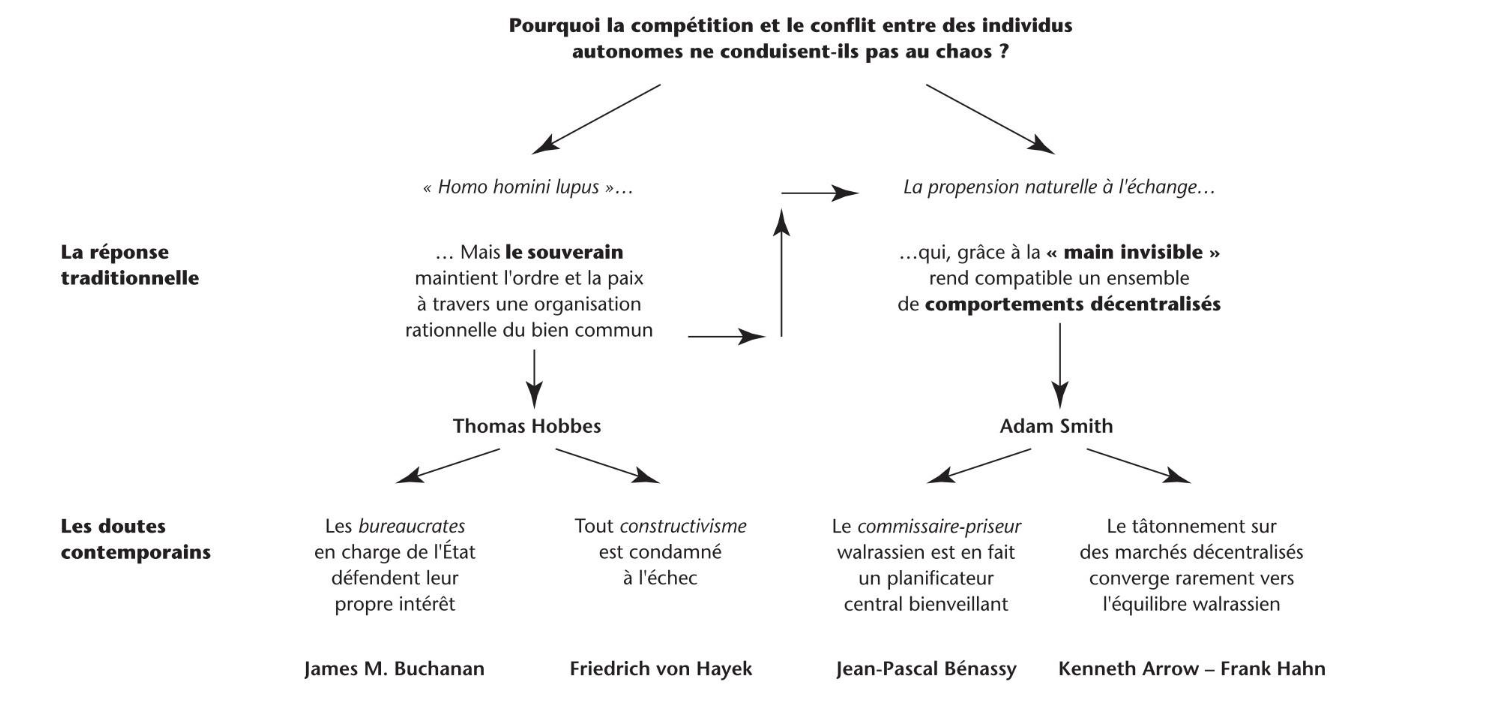 Pourquoi la compétition et le conflit entre des individus
autonomes ne conduisent-ils pas au chaos ?
« Homo homini lupus »…
La propension naturelle à l'échange…
La réponse
traditionnelle
… Mais le souverain
maintient l'ordre et la paix
à travers une organisation
rationnelle du bien commun
…qui, grâce à la « main invisible »
rend compatible un ensemble
de comportements décentralisés
Thomas Hobbes
Adam Smith
Les doutes
contemporains
Les bureaucrates
en charge de l'État
défendent leur
propre intérêt
Tout constructivisme
est condamné
à l'échec
Le commissaire-priseur
walrassien est en fait
un planificateur
central bienveillant
Le tâtonnement sur
des marchés décentralisés
converge rarement vers
l'équilibre walrassien
James M. Buchanan
Friedrich von Hayek
Jean-Pascal Bénassy
Kenneth Arrow – Frank Hahn